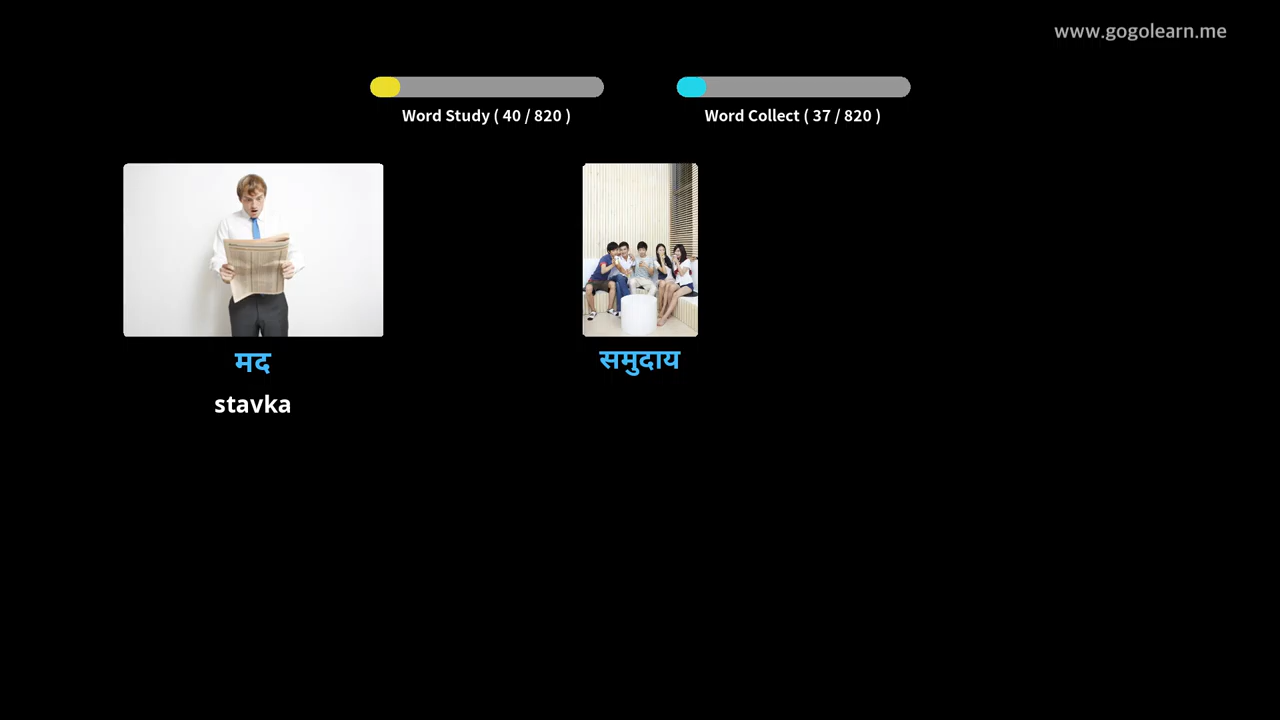 www.gogolearn.me
Word Study ( 40 / 820 )
Word Collect ( 37 / 820 )
मद
stavka
समुदाय